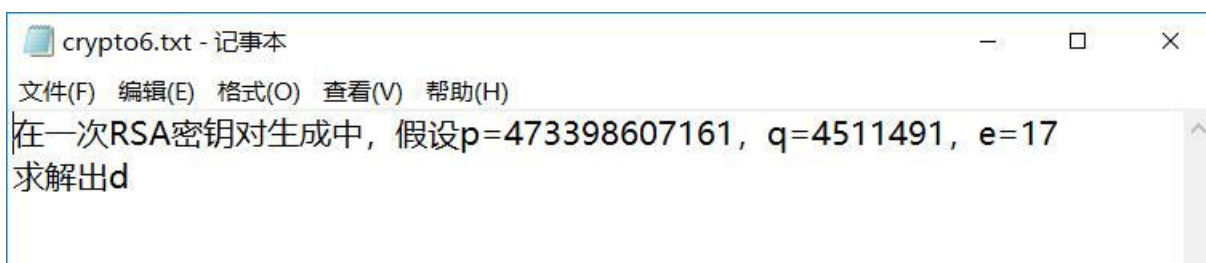 crypto6.txt - 记事本
文件(F) 编辑(E) 格式(O) 查看(V) 帮助(H)
在一次RSA密钥对生成中，假设p=473398607161，q=4511491，e=17
求解出d